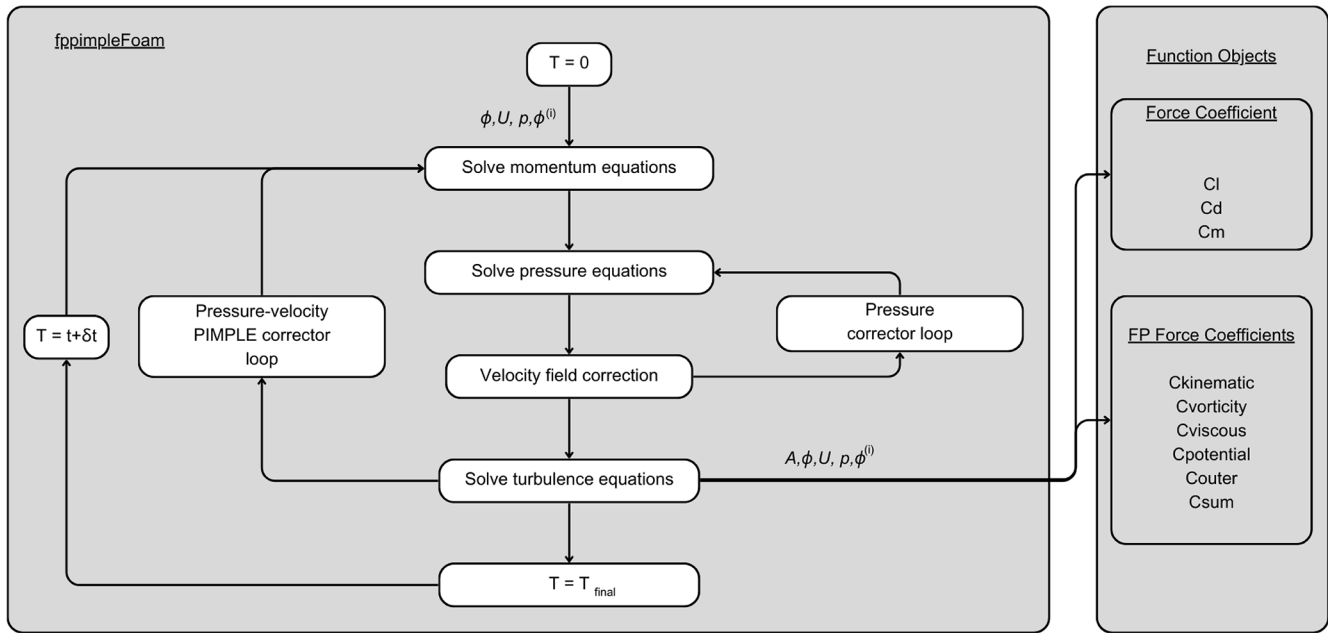 fppimpleFoam
T = 0
ϕ,U, p,ϕ⁽ⁱ⁾
Solve momentum equations
Solve pressure equations
Pressure-velocity
PIMPLE corrector
loop
T = t+δt
Pressure
corrector loop
Velocity field correction
A,ϕ,U, p,ϕ⁽ⁱ⁾
Solve turbulence equations
T = T final
Function Objects
Force Coefficient
Cl
Cd
Cm
FP Force Coefficients
Ckinematic
Cvorticity
Cviscous
Cpotential
Couter
Csum